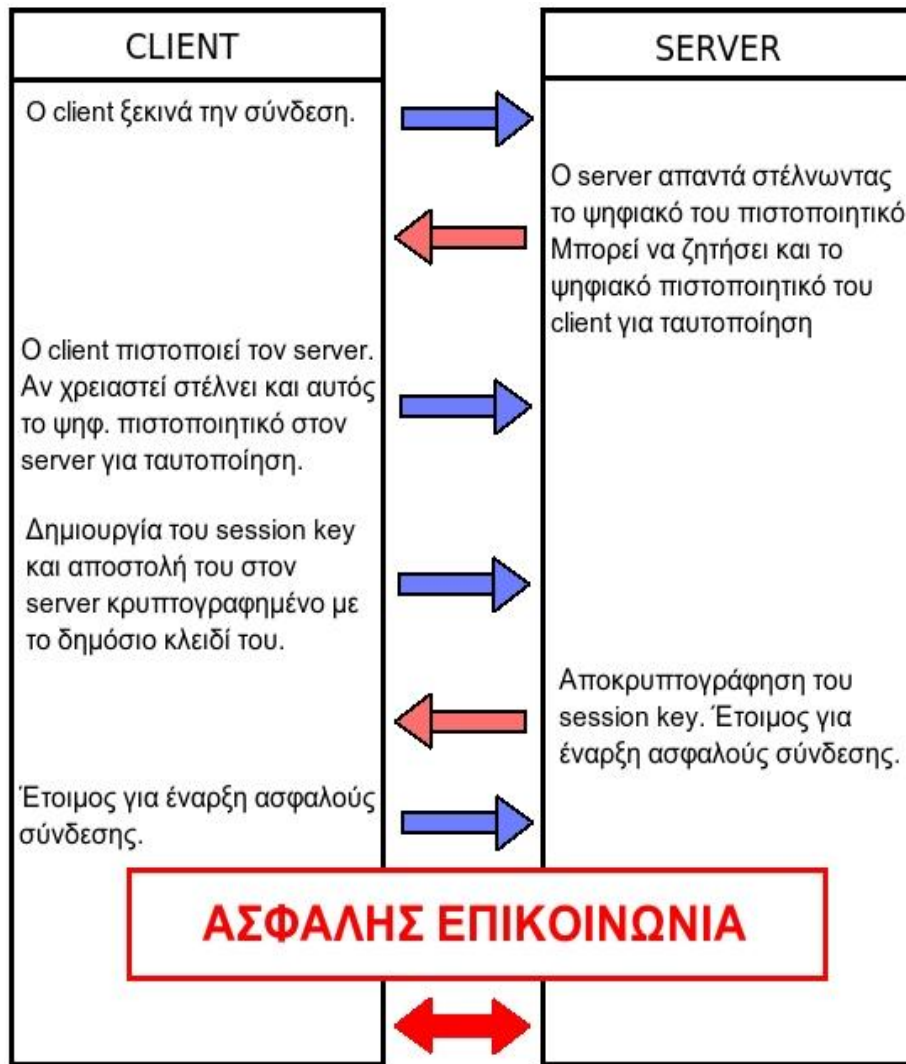 CLIENT
SERVER
Ο client ξεκινά την σύνδεση.
Ο server απαντά στέλνωντας
το ψηφιακό του πιστοποιητικό
Μπορεί να ζητήσει και το
ψηφιακό πιστοποιητικό του
client για ταυτοποίηση
Ο client πιστοποιεί τον server.
Αν χρειαστεί στέλνει και αυτός
το ψηφ. πιστοποιητικό στον
server για ταυτοποίηση.
Δημιουργία του session key
και αποστολή του στον
server κρυπτογραφημένο με
το δημόσιο κλειδί του.
Αποκρυπτογράφηση του
session key. Έτοιμος για
έναρξη ασφαλούς σύνδεσης.
Έτοιμος για έναρξη ασφαλούς
σύνδεσης.
ΑΣΦΑΛΗΣ ΕΠΙΚΟΙΝΩΝΙΑ